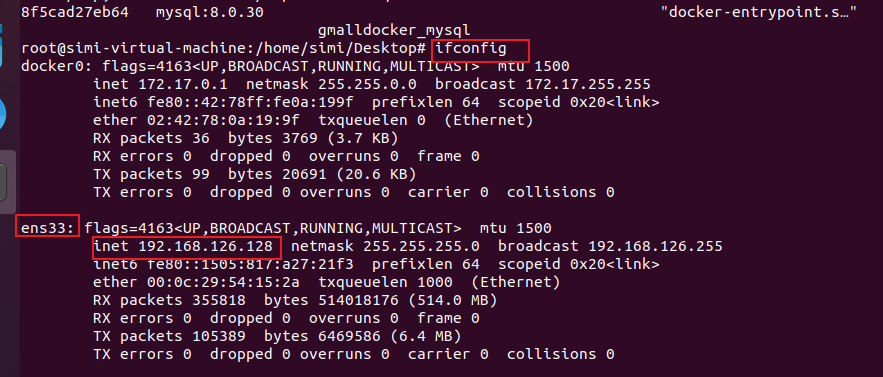 8f5cad27eb64   mysql:8.0.30                                            "docker-entrypoint.s…"
gmalldocker_mysql
root@simi-virtual-machine:/home/simi/Desktop# ifconfig
docker0: flags=4163<UP,BROADCAST,RUNNING,MULTICAST>  mtu 1500
        inet 172.17.0.1  netmask 255.255.0.0  broadcast 172.17.255.255
        inet6 fe80::42:78ff:fe0a:199f  prefixlen 64  scopeid 0x20<link>
        ether 02:42:78:0a:19:9f  txqueuelen 0  (Ethernet)
        RX packets 36  bytes 3769 (3.7 KB)
        RX errors 0  dropped 0  overruns 0  frame 0
        TX packets 99  bytes 20691 (20.6 KB)
        TX errors 0  dropped 0 overruns 0  carrier 0  collisions 0
ens33: flags=4163<UP,BROADCAST,RUNNING,MULTICAST>  mtu 1500
        inet 192.168.126.128  netmask 255.255.255.0  broadcast 192.168.126.255
        inet6 fe80::1505:817:a27:21f3  prefixlen 64  scopeid 0x20<link>
        ether 00:0c:29:54:15:2a  txqueuelen 1000  (Ethernet)
        RX packets 355818  bytes 514018176 (514.0 MB)
        RX errors 0  dropped 0  overruns 0  frame 0
        TX packets 105389  bytes 6469586 (6.4 MB)
        TX errors 0  dropped 0 overruns 0  carrier 0  collisions 0